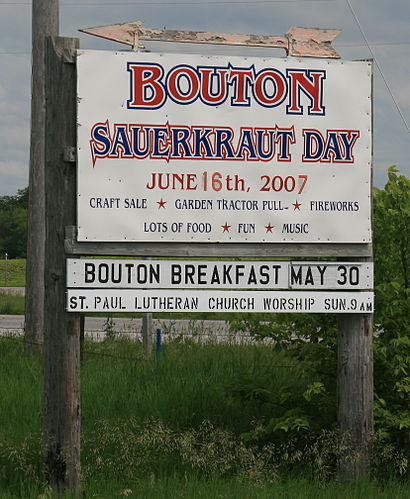 BOUTON
SAUERKRAUT DAY
JUNE 16th, 2007
CRAFT SALE ★ GARDEN TRACTOR PULL- ★ FIREWORKS
LOTS OF FOOD ★ FUN ★ MUSIC
BOUTON BREAKFAST MAY 30
ST. PAUL LUTHERAN CHURCH WORSHIP SUN. 9 AM